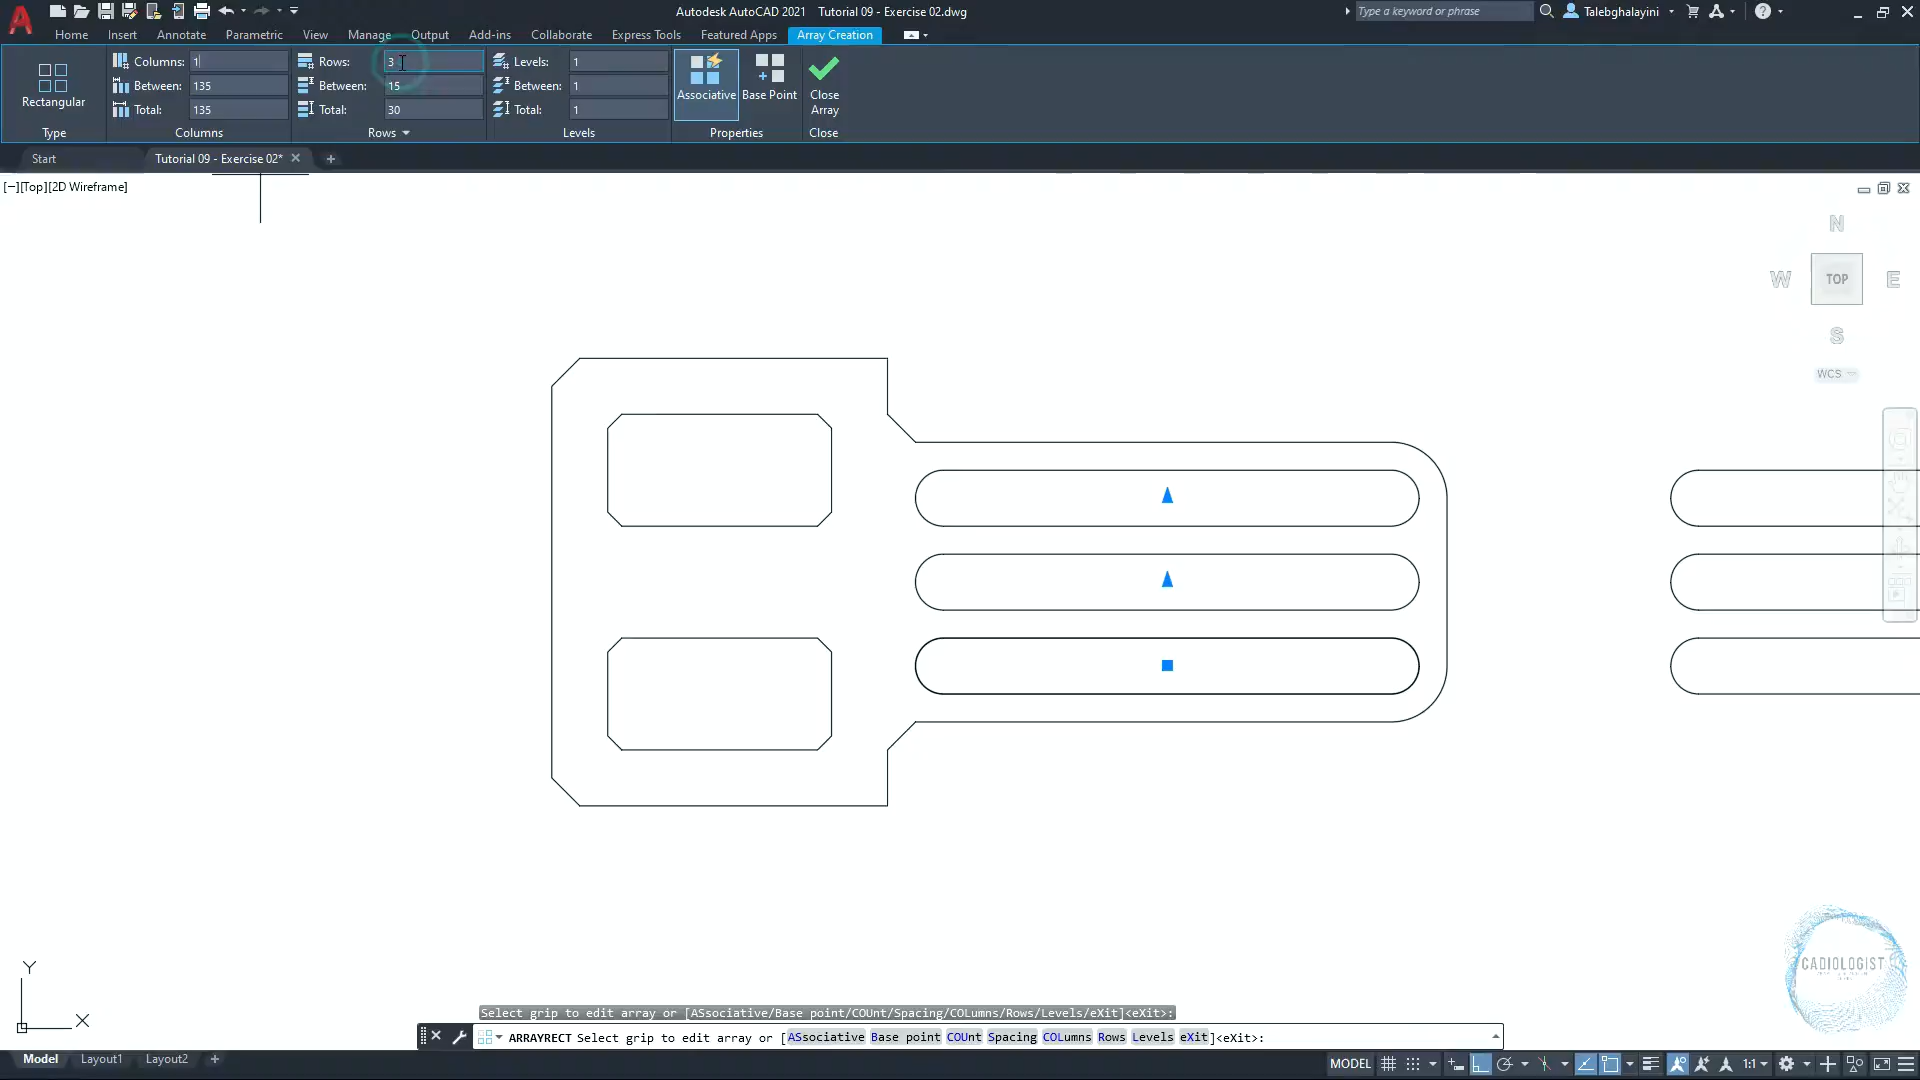 Autodesk AutoCAD 2021 Tutorial 09 - Exercise 02.dwg
Type a keyword or phrase
Talebghalayini
Home Insert Annotate Parametric View Manage Output Add-ins Collaborate Express Tools Featured Apps Array Creation
Columns: 1 Rows: 3 Levels: 1
Between: 135 Between: 15 Between: 1
Total: 135 Total: 30 Total: 1
Rectangular
Associative Base Point Close Array
Type Columns Rows Levels Properties Close
Start Tutorial 09 - Exercise 02*
[−][Top][2D Wireframe]
N
W TOP E
S
WCS
CADIOLOGIST
Y
X
Select grip to edit array or [ASsociative/Base point/COUnt/Spacing/COLumns/Rows/Levels/eXit]<eXit>:
ARRAYRECT Select grip to edit array or [ASsociative Base point COUnt Spacing COLumns Rows Levels eXit]<eXit>:
Model Layout1 Layout2 +
MODEL 1:1